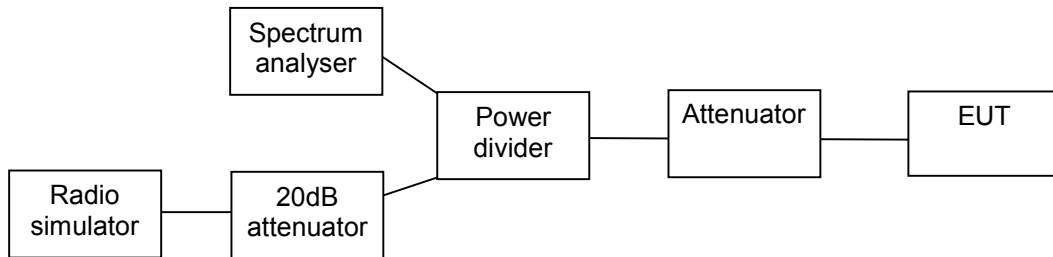 Spectrum
analyser
Power
divider
Attenuator
EUT
Radio
simulator
20dB
attenuator